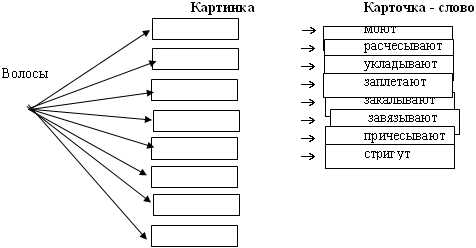 Картинка
Карточка - слово
Волосы
моют
расчесывают
укладывают
заплетают
закалывают
завязывают
причесывают
стригут